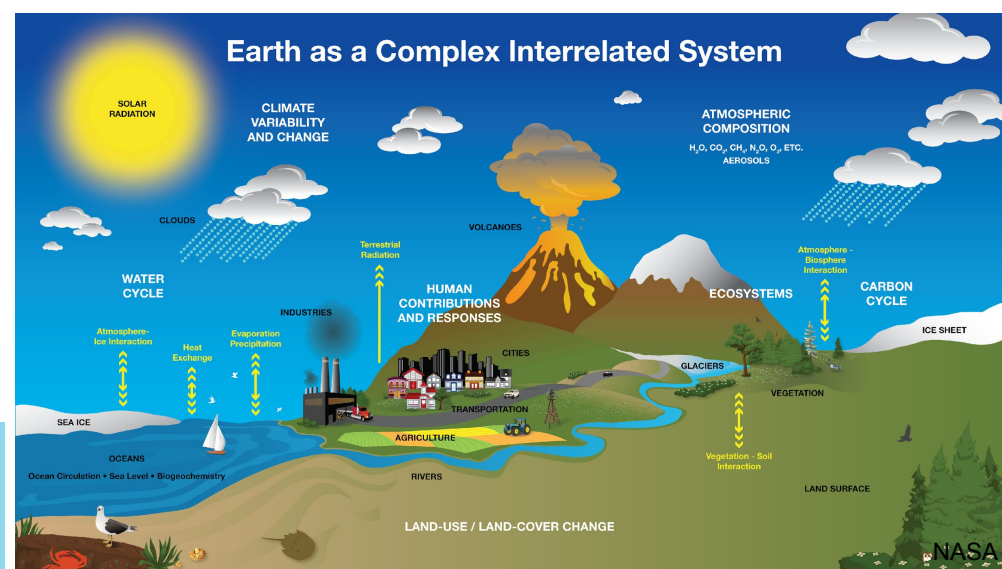 Earth as a Complex Interrelated System
SOLAR
RADIATION
CLIMATE
VARIABILITY
AND CHANGE
ATMOSPHERIC
COMPOSITION
H₂O, CO₂, CH₄, N₂O, O₃, ETC.
AEROSOLS
CLOUDS
VOLCANOES
Terrestrial
Radiation
Atmosphere -
Biosphere
Interaction
WATER
CYCLE
HUMAN
CONTRIBUTIONS
AND RESPONSES
ECOSYSTEMS
CARBON
CYCLE
INDUSTRIES
Atmosphere-
Ice Interaction
Heat
Exchange
Evaporation
Precipitation
ICE SHEET
CITIES
GLACIERS
VEGETATION
TRANSPORTATION
SEA ICE
AGRICULTURE
OCEANS
Ocean Circulation • Sea Level • Biogeochemistry
RIVERS
Vegetation - Soil
Interaction
LAND SURFACE
LAND-USE / LAND-COVER CHANGE
NASA